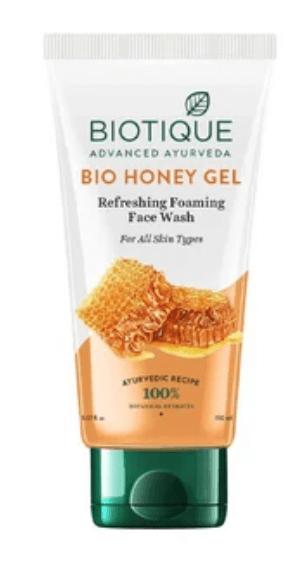 BIOTIQUE
ADVANCED AYURVEDA
BIO HONEY GEL
Refreshing Foaming
Face Wash
For All Skin Types
AYURVEDIC RECIPE
100%
BOTANICAL EXTRACTS